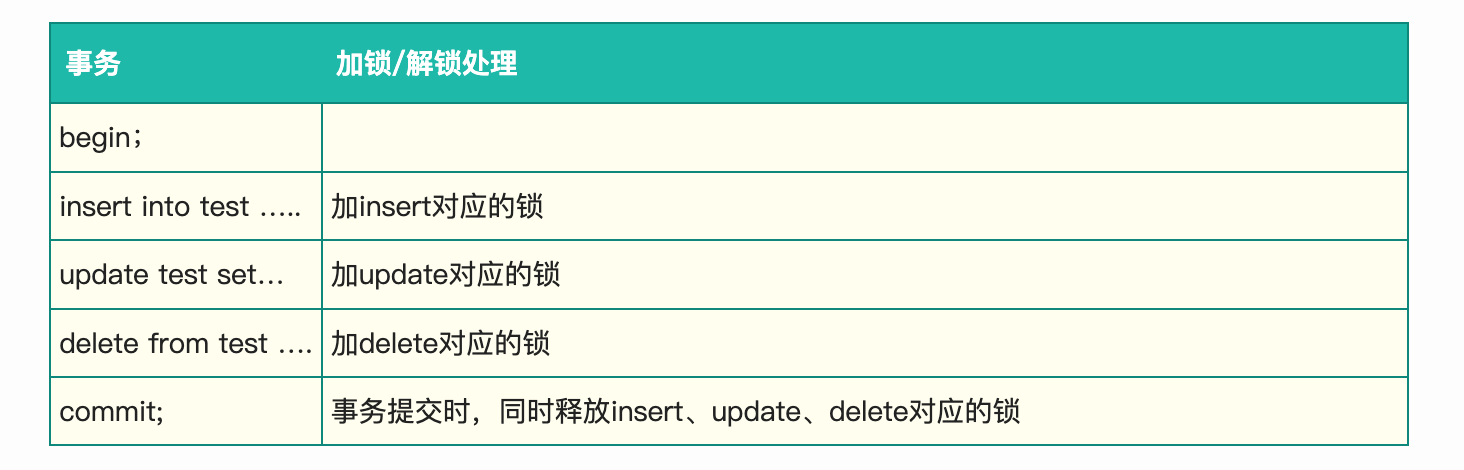 事务 加锁/解锁处理
begin；
insert into test ….. 加insert对应的锁
update test set… 加update对应的锁
delete from test …. 加delete对应的锁
commit; 事务提交时，同时释放insert、update、delete对应的锁